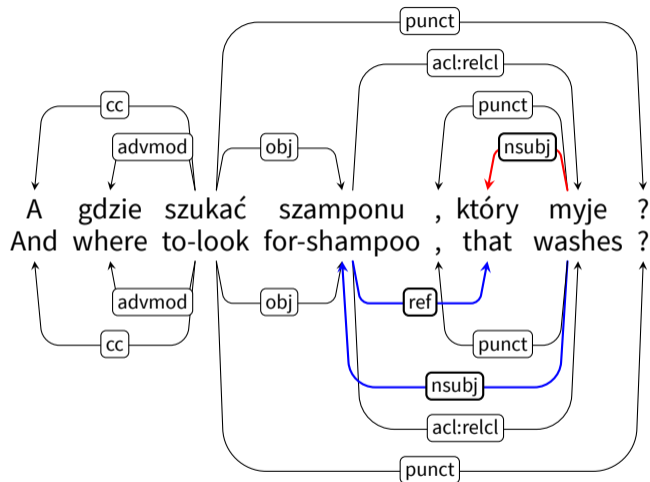 punct
acl:relcl
cc punct
advmod obj nsubj
A gdzie szukać szamponu , który myje ?
And where to-look for-shampoo , that washes ?
advmod obj ref
cc punct
nsubj
acl:relcl
punct